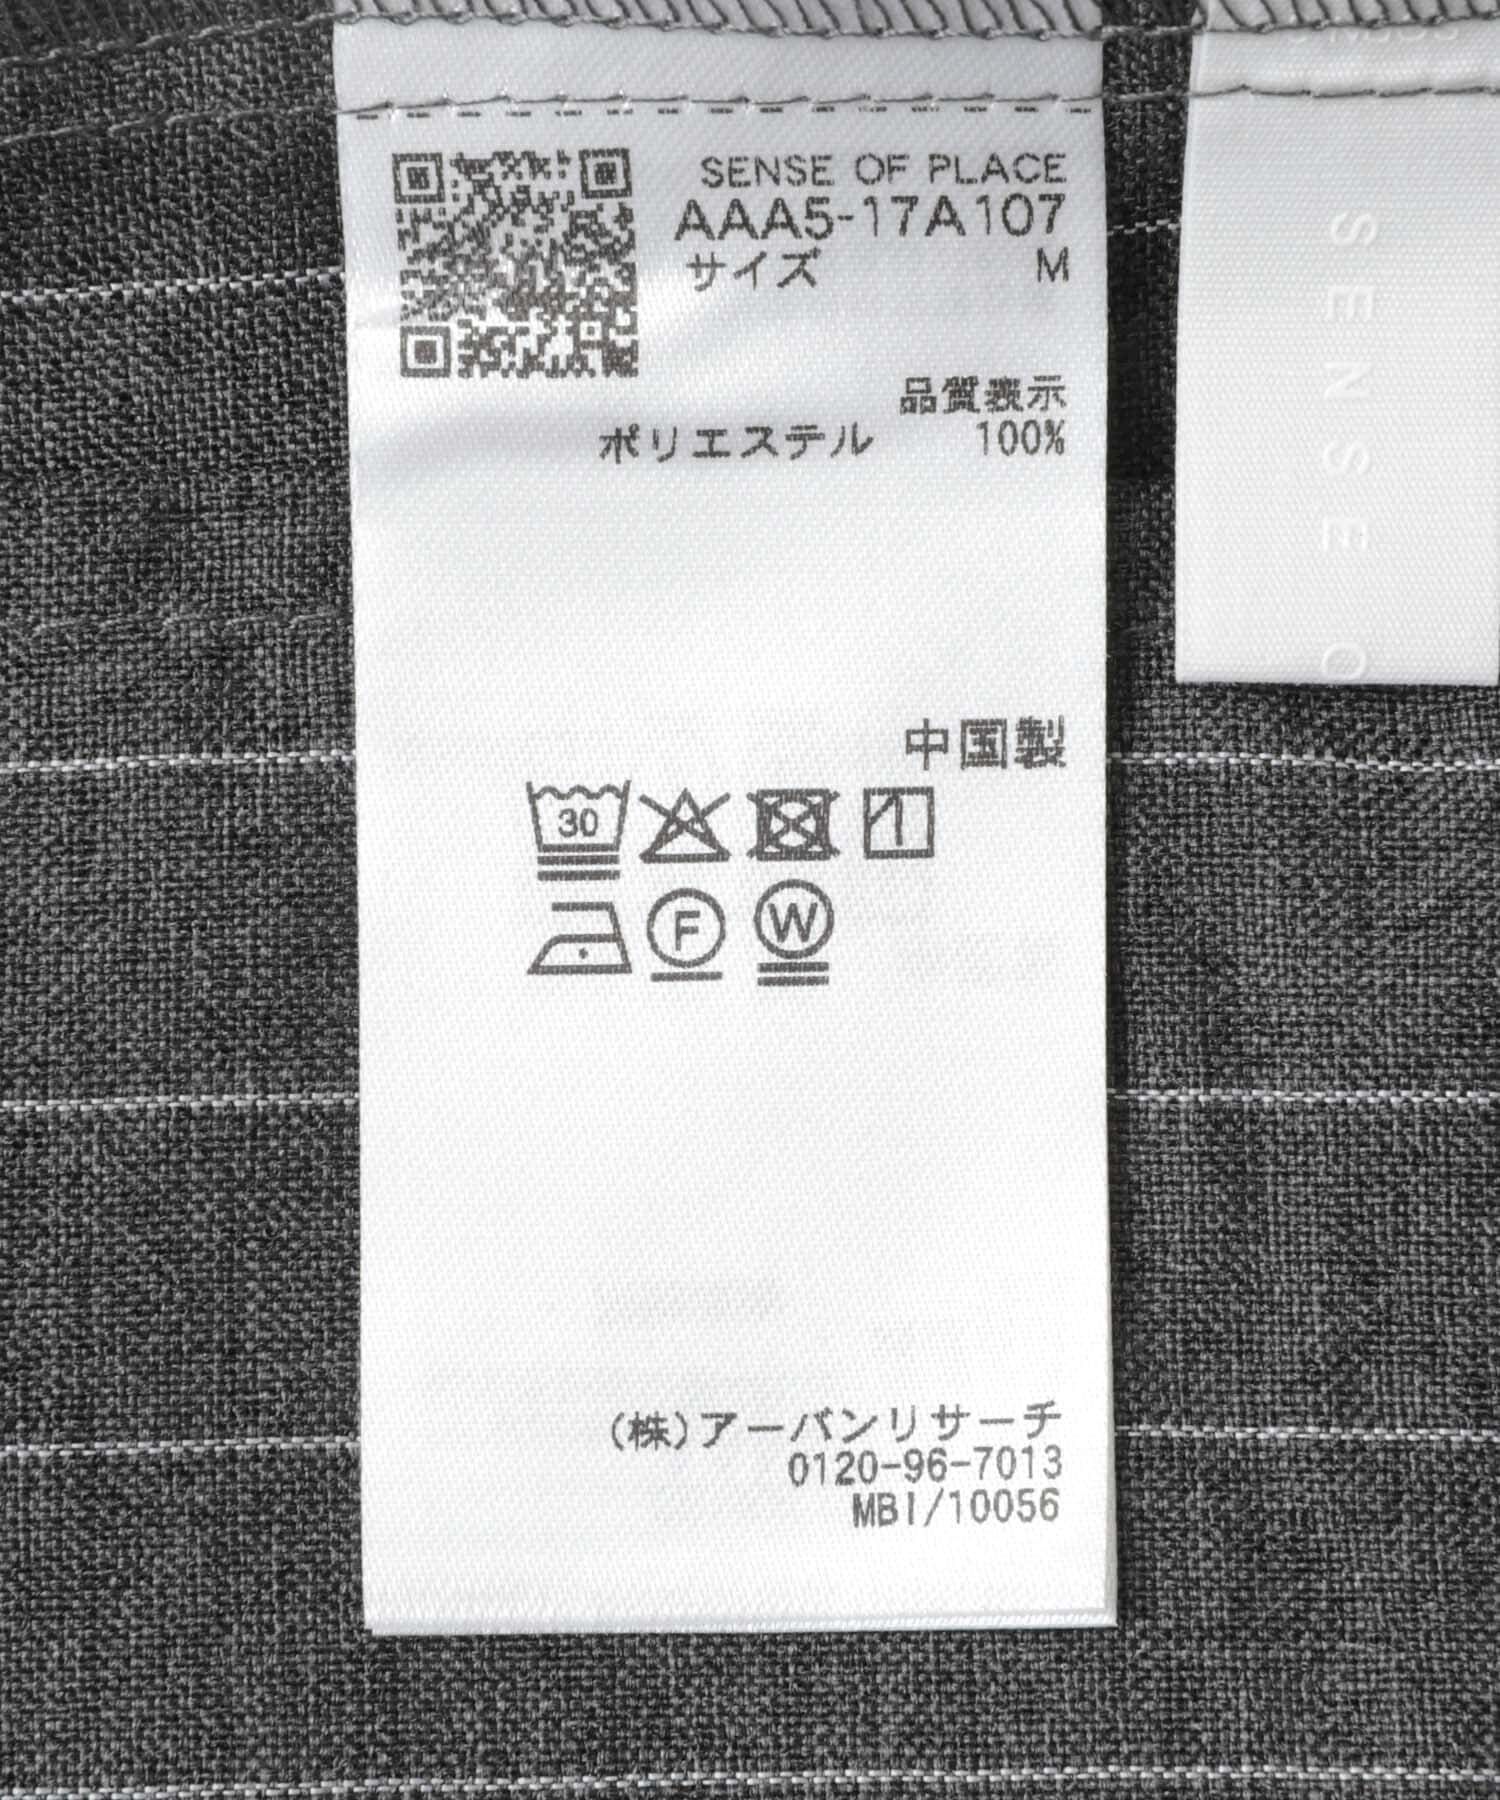 SENSE OF PLACE
AAA5-17A107
サイズ M
品質表示
ポリエステル 100%
中国製
30
F W
(株)アーバンリサーチ
0120-96-7013
MBI/10056
SENSE O